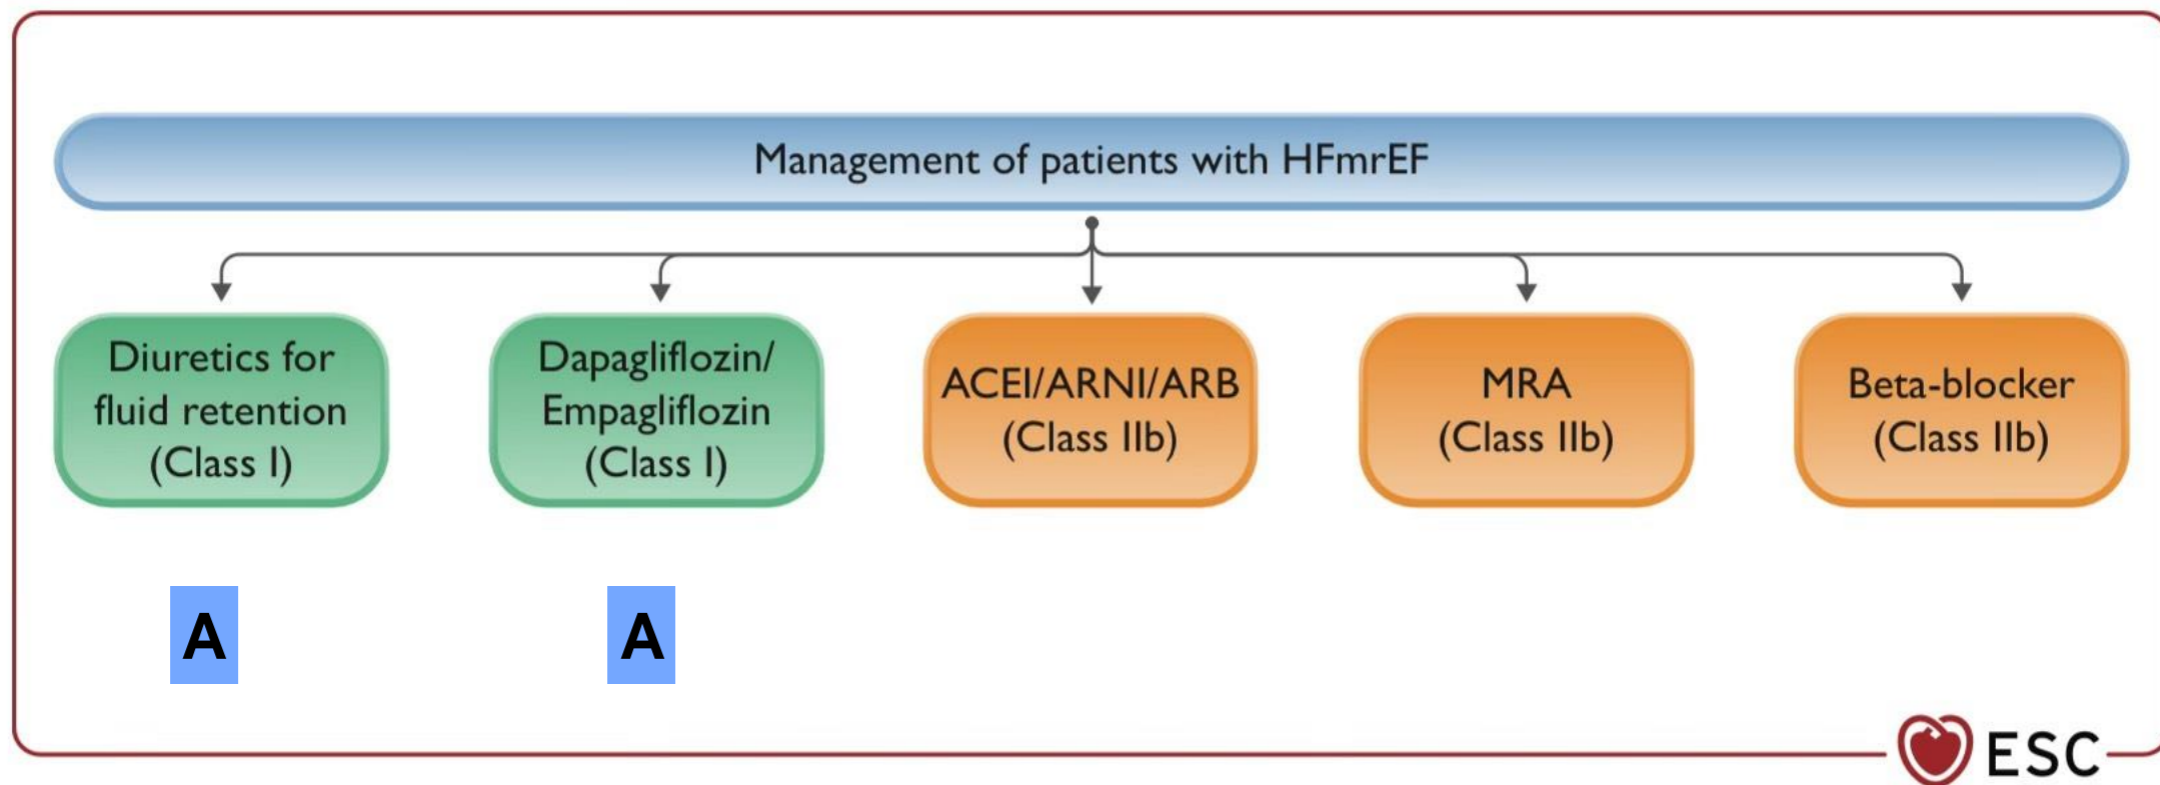 Management of patients with HFmrEF
Diuretics for
fluid retention
(Class I)
Dapagliflozin/
Empagliflozin
(Class I)
ACEI/ARNI/ARB
(Class IIb)
MRA
(Class IIb)
Beta-blocker
(Class IIb)
A
A
ESC